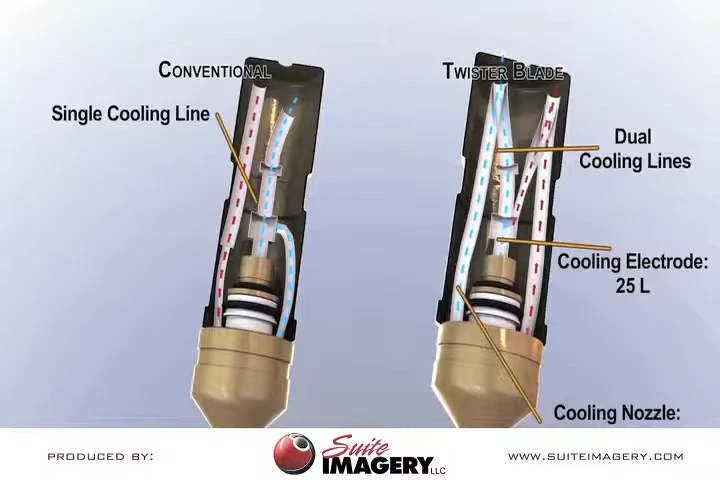 CONVENTIONAL
TWISTER BLADE
Single Cooling Line
Dual
Cooling Lines
Cooling Electrode:
25 L
Cooling Nozzle:
PRODUCED BY:
Suite
IMAGERY LLC
WWW.SUITEIMAGERY.COM